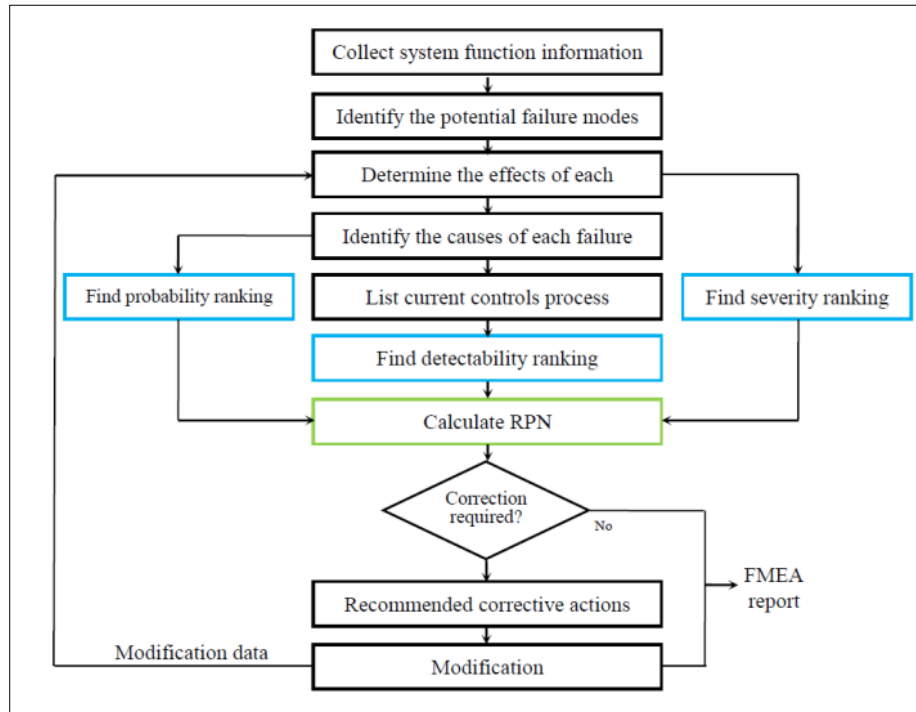 Collect system function information
Identify the potential failure modes
Determine the effects of each
Identify the causes of each failure
Find probability ranking
List current controls process
Find severity ranking
Find detectability ranking
Calculate RPN
Correction
required?
No
FMEA
report
Recommended corrective actions
Modification data
Modification